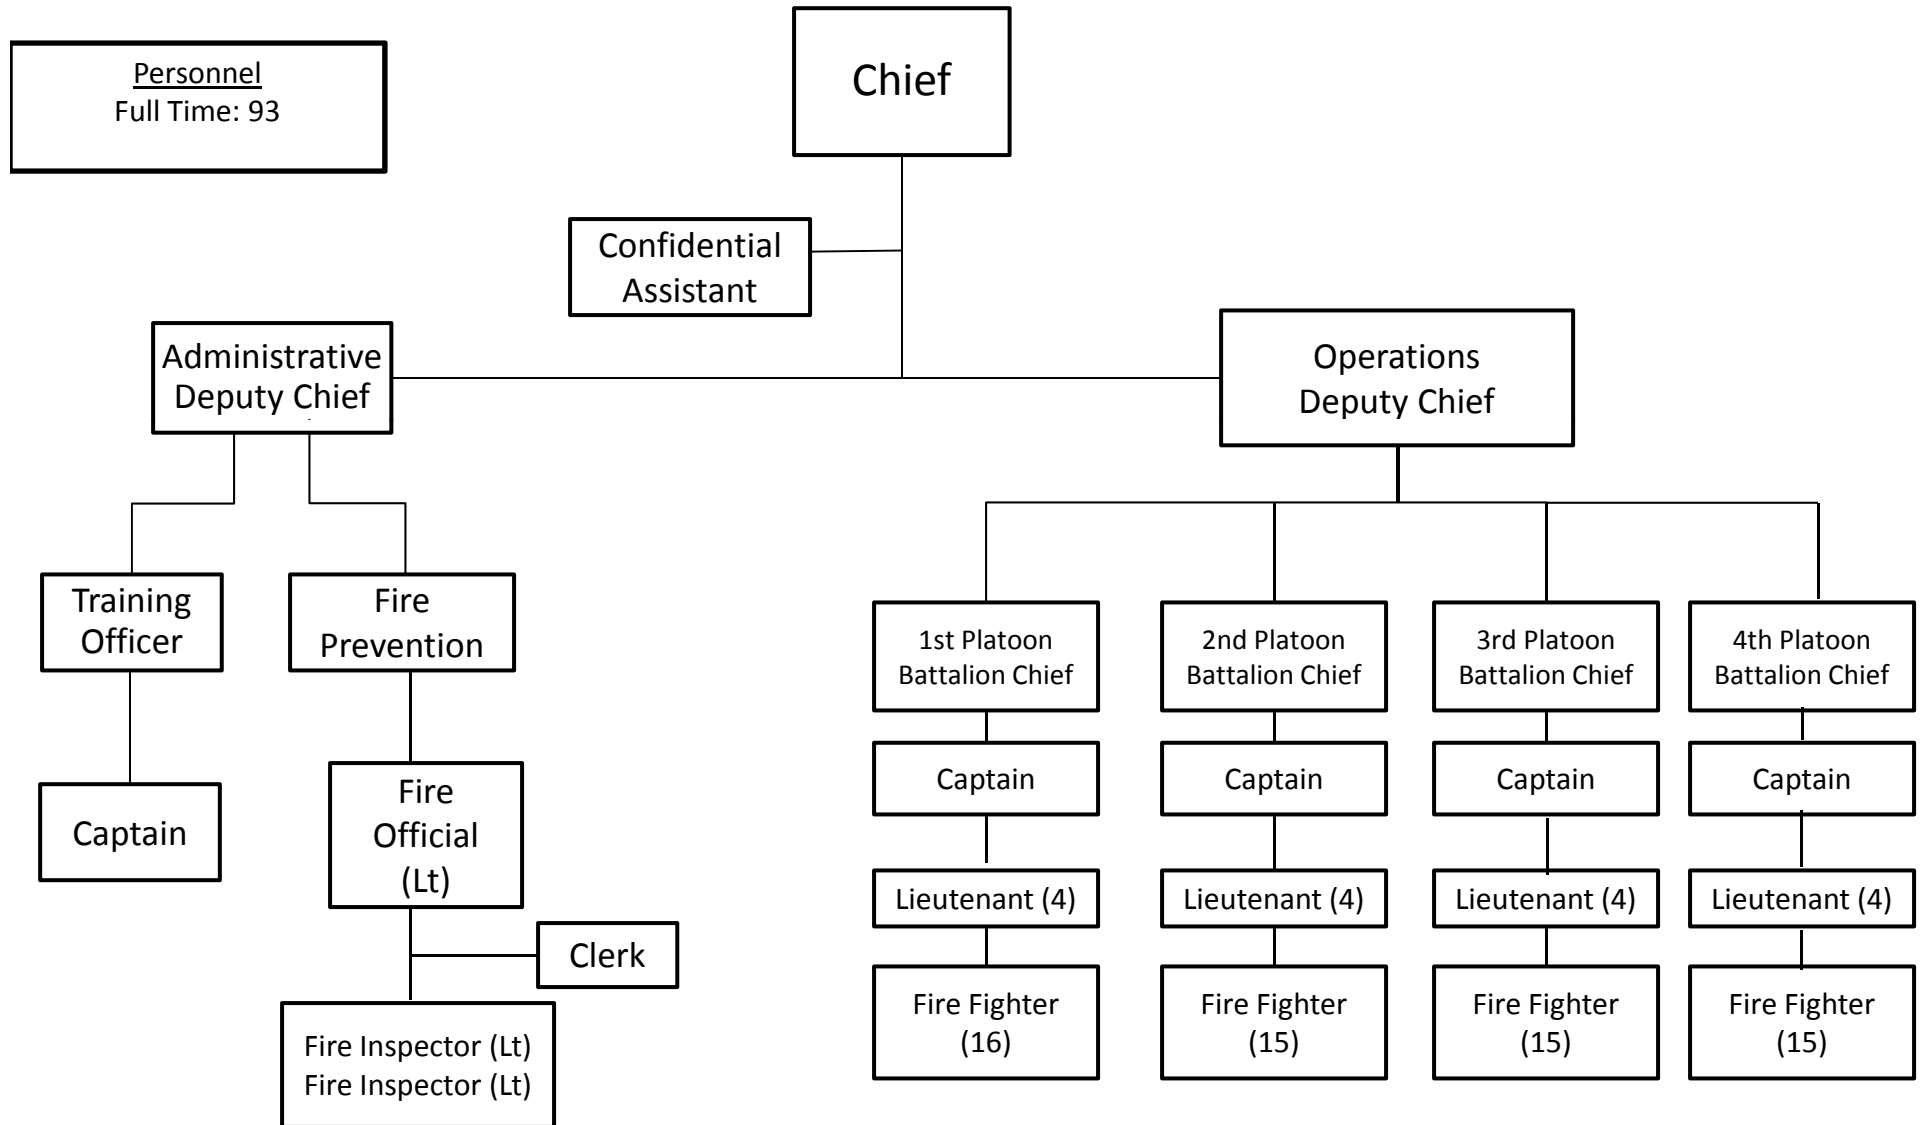 Personnel
Full Time: 93
Chief
Confidential
Assistant
Administrative
Deputy Chief
Operations
Deputy Chief
Training
Officer
Fire
Prevention
Captain
Fire
Official
(Lt)
Clerk
Fire Inspector (Lt)
Fire Inspector (Lt)
1st Platoon
Battalion Chief
Captain
Lieutenant (4)
Fire Fighter
(16)
2nd Platoon
Battalion Chief
Captain
Lieutenant (4)
Fire Fighter
(15)
3rd Platoon
Battalion Chief
Captain
Lieutenant (4)
Fire Fighter
(15)
4th Platoon
Battalion Chief
Captain
Lieutenant (4)
Fire Fighter
(15)